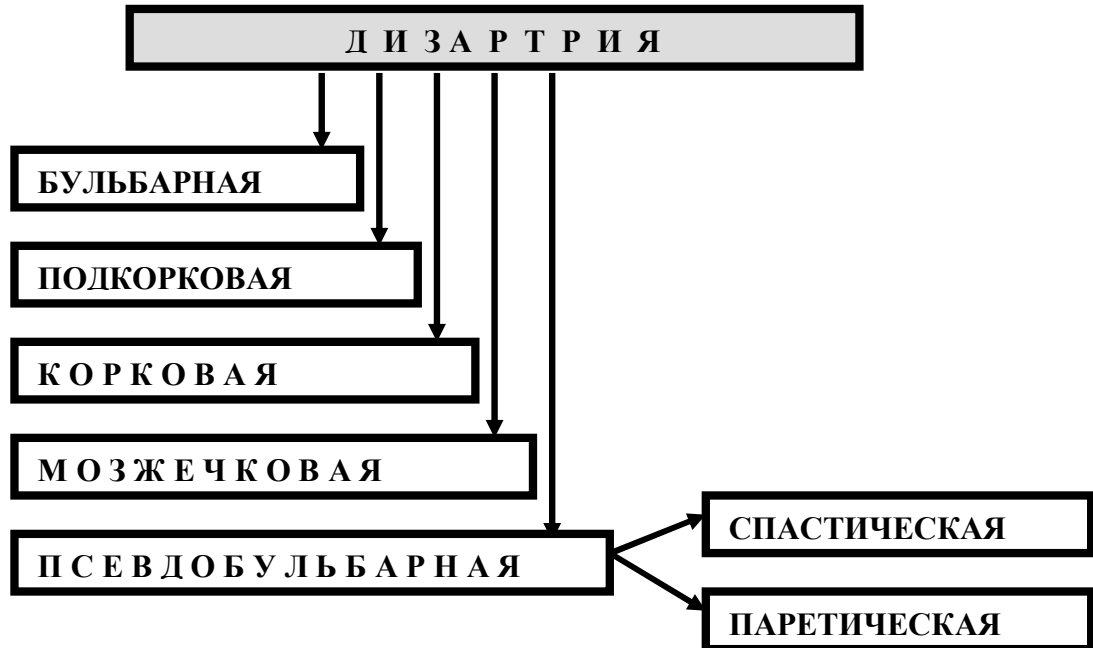 Д И З А Р Т Р И Я
БУЛЬБАРНАЯ
ПОДКОРКОВАЯ
К О Р К О В А Я
М О З Ж Е Ч К О В А Я
П С Е В Д О Б У Л Ь Б А Р Н А Я
СПАСТИЧЕСКАЯ
ПАРЕТИЧЕСКАЯ